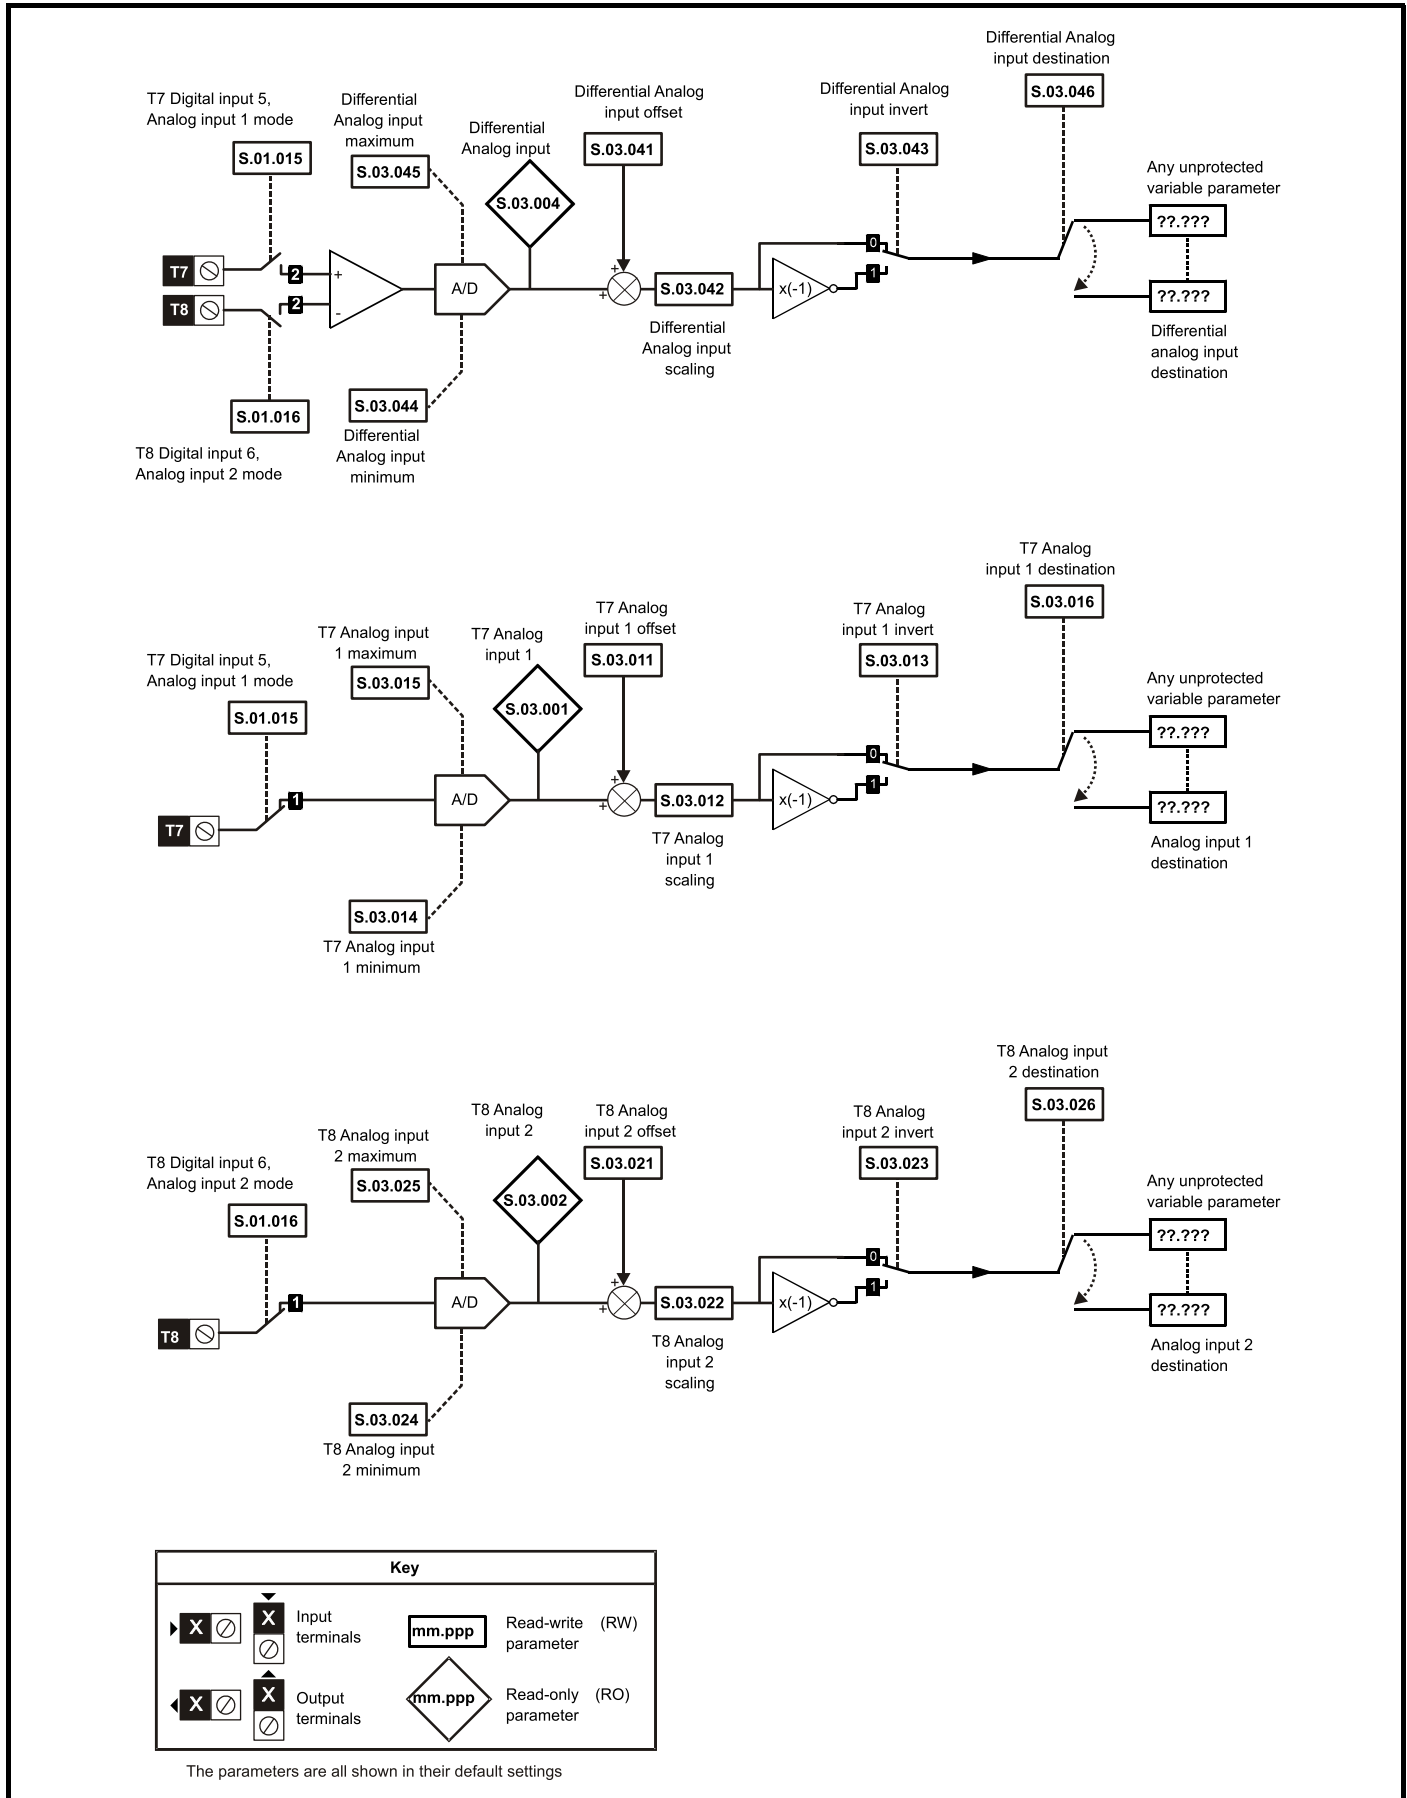 Differential Analog
input destination
S.03.046
T7 Digital input 5,
Analog input 1 mode
S.01.015
Differential
Analog input
maximum
S.03.045
Differential
Analog input
S.03.004
Differential Analog
input offset
S.03.041
Differential Analog
input invert
S.03.043
Any unprotected
variable parameter
??.???
T7
2
+
T8
2
-
A/D
+
+
S.03.042
x(-1)
0
1
??.???
Differential
Analog input
scaling
Differential
analog input
destination
S.01.016
T8 Digital input 6,
Analog input 2 mode
S.03.044
Differential
Analog input
minimum
T7 Analog
input 1 destination
S.03.016
T7 Digital input 5,
Analog input 1 mode
S.01.015
T7 Analog input
1 maximum
S.03.015
T7 Analog
input 1
S.03.001
T7 Analog
input 1 offset
S.03.011
T7 Analog
input 1 invert
S.03.013
Any unprotected
variable parameter
??.???
T7
1
A/D
+
+
S.03.012
x(-1)
0
1
??.???
T7 Analog
input 1
scaling
Analog input 1
destination
S.03.014
T7 Analog input
1 minimum
T8 Analog input
2 destination
S.03.026
T8 Digital input 6,
Analog input 2 mode
S.01.016
T8 Analog input
2 maximum
S.03.025
T8 Analog
input 2
S.03.002
T8 Analog
input 2 offset
S.03.021
T8 Analog
input 2 invert
S.03.023
Any unprotected
variable parameter
??.???
T8
1
A/D
+
+
S.03.022
x(-1)
0
1
??.???
T8 Analog
input 2
scaling
Analog input 2
destination
S.03.024
T8 Analog input
2 minimum
Key
X
X
Input
terminals
mm.ppp
Read-write (RW)
parameter
X
X
Output
terminals
mm.ppp
Read-only (RO)
parameter
The parameters are all shown in their default settings